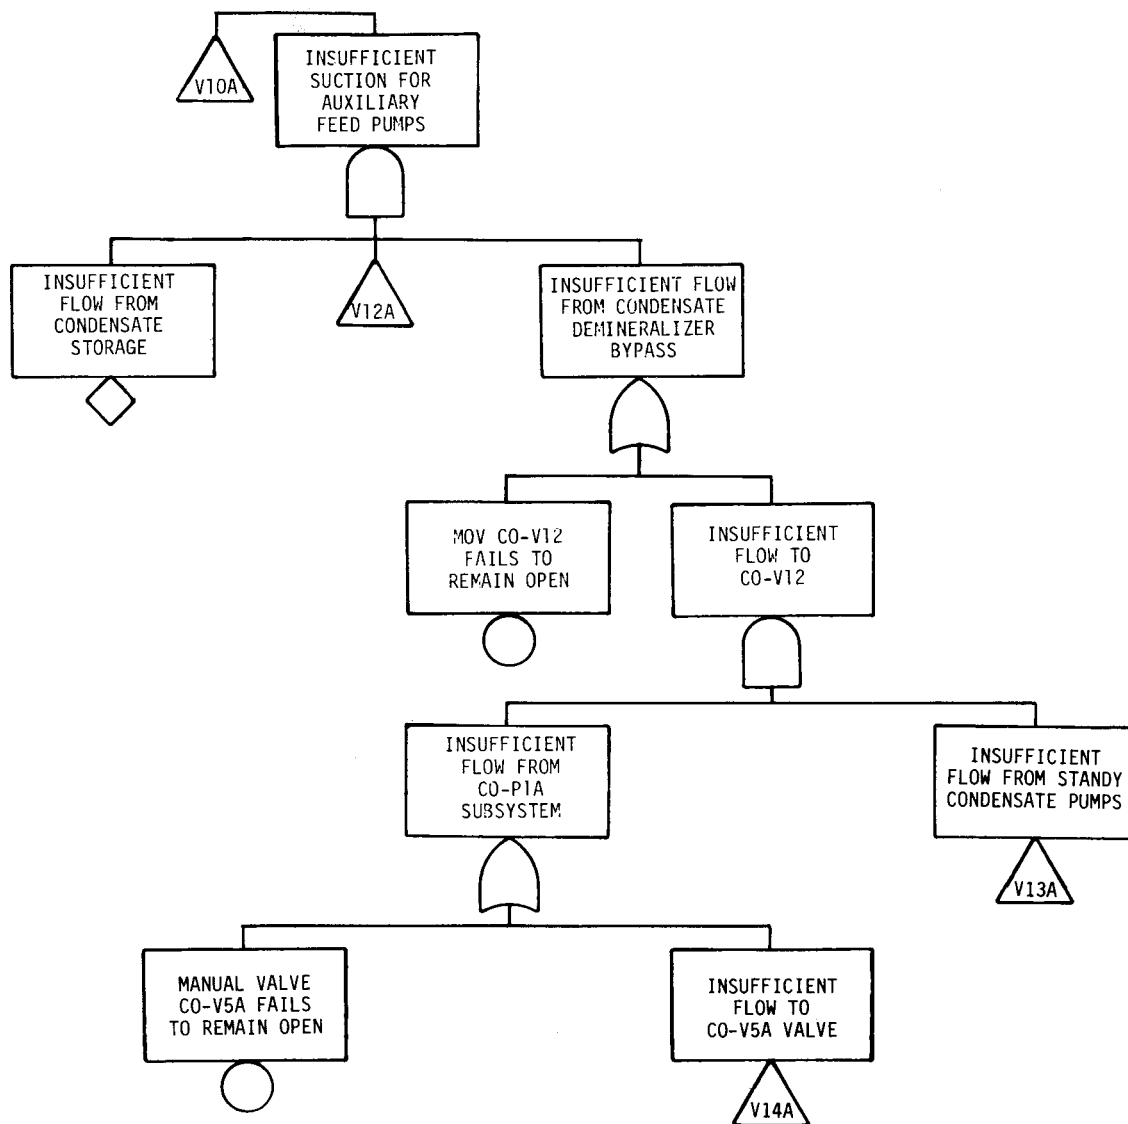 V10A
INSUFFICIENT
SUCTION FOR
AUXILIARY
FEED PUMPS
INSUFFICIENT
FLOW FROM
CONDENSATE
STORAGE
V12A
INSUFFICIENT FLOW
FROM CONDENSATE
DEMINERALIZER
BYPASS
MOV CO-V12
FAILS TO
REMAIN OPEN
INSUFFICIENT
FLOW TO
CO-V12
INSUFFICIENT
FLOW FROM
CO-P1A
SUBSYSTEM
INSUFFICIENT
FLOW FROM STANDY
CONDENSATE PUMPS
V13A
MANUAL VALVE
CO-V5A FAILS
TO REMAIN OPEN
INSUFFICIENT
FLOW TO
CO-V5A VALVE
V14A